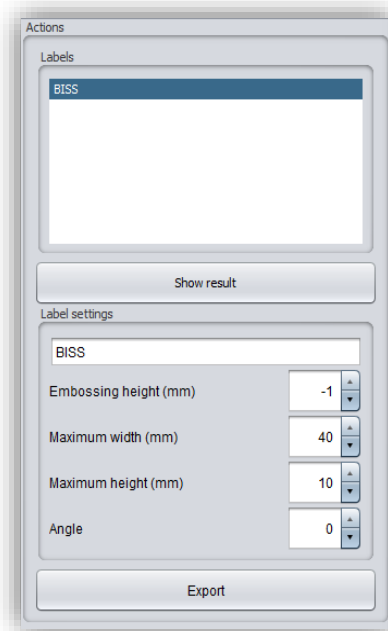 Actions
Labels
BISS
Show result
Label settings
BISS
Embossing height (mm) -1
Maximum width (mm) 40
Maximum height (mm) 10
Angle 0
Export